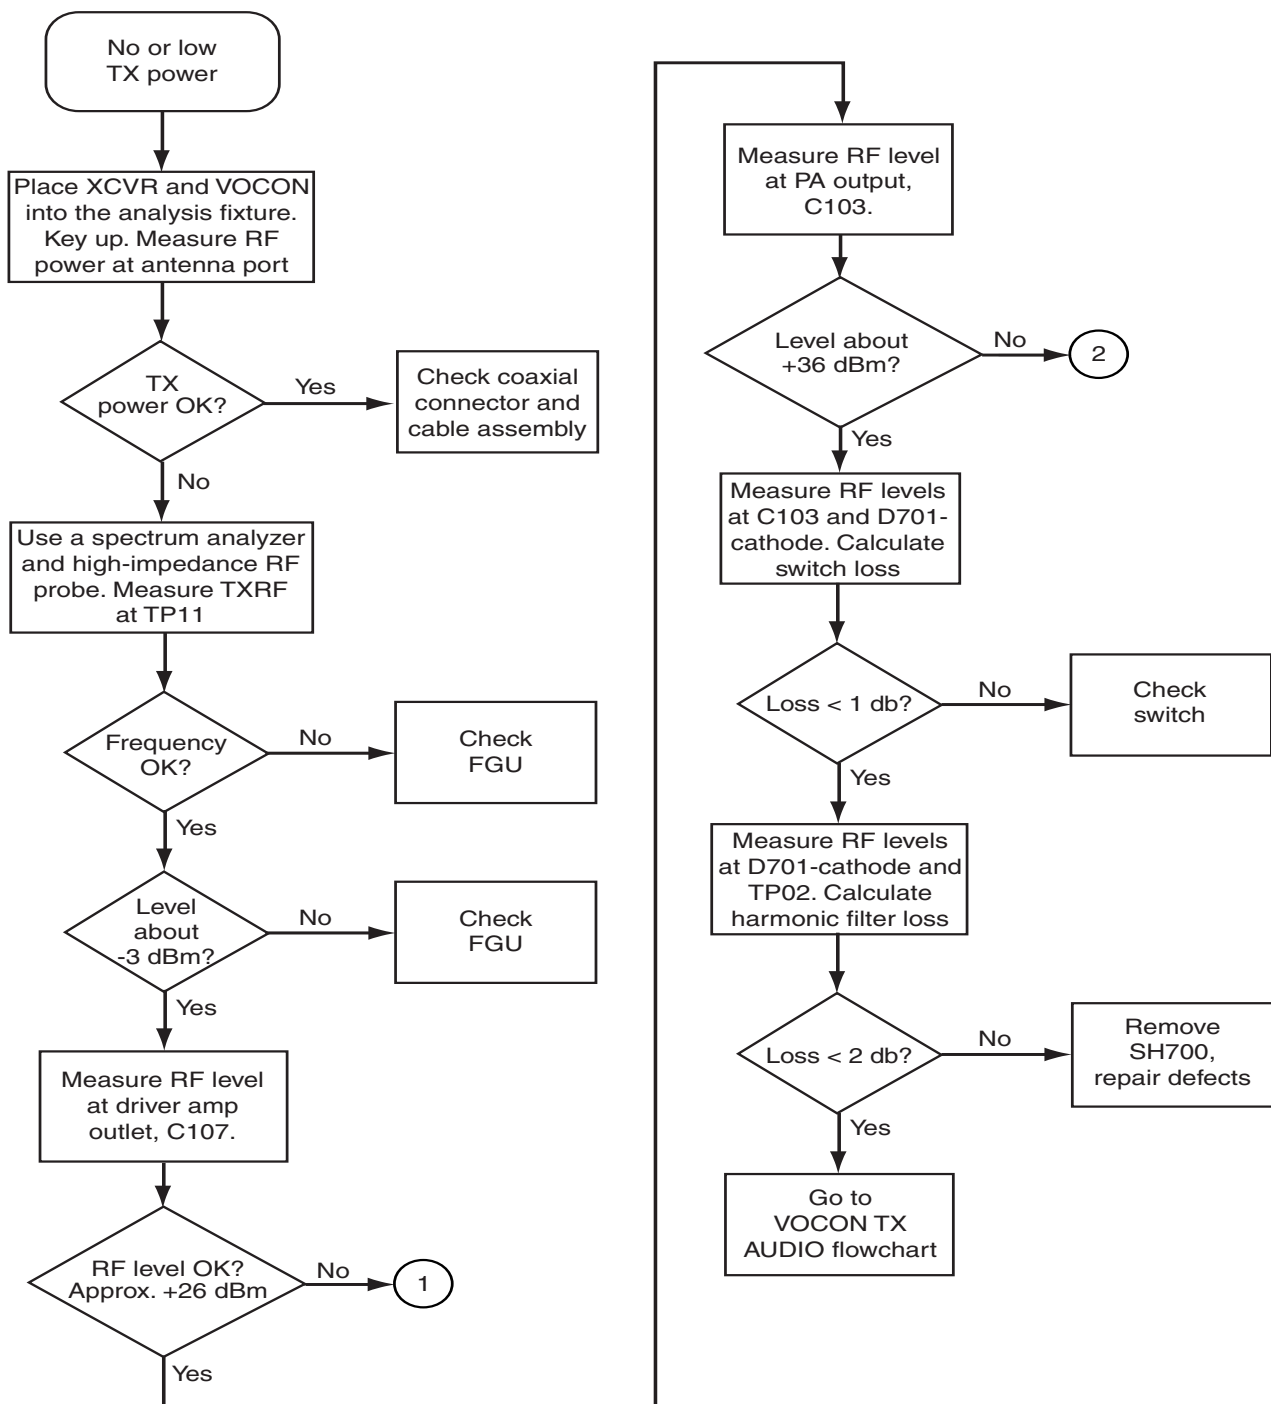 No or low
TX power
Place XCVR and VOCON
into the analysis fixture.
Key up. Measure RF
power at antenna port
TX
power OK?
Yes
Check coaxial
connector and
cable assembly
No
Use a spectrum analyzer
and high-impedance RF
probe. Measure TXRF
at TP11
Frequency
OK?
No
Check
FGU
Yes
Level
about
-3 dBm?
No
Check
FGU
Yes
Measure RF level
at driver amp
outlet, C107.
RF level OK?
Approx. +26 dBm
No
1
Yes
Measure RF level
at PA output,
C103.
Level about
+36 dBm?
No
2
Yes
Measure RF levels
at C103 and D701-
cathode. Calculate
switch loss
Loss < 1 db?
No
Check
switch
Yes
Measure RF levels
at D701-cathode and
TP02. Calculate
harmonic filter loss
Loss < 2 db?
No
Remove
SH700,
repair defects
Yes
Go to
VOCON TX
AUDIO flowchart